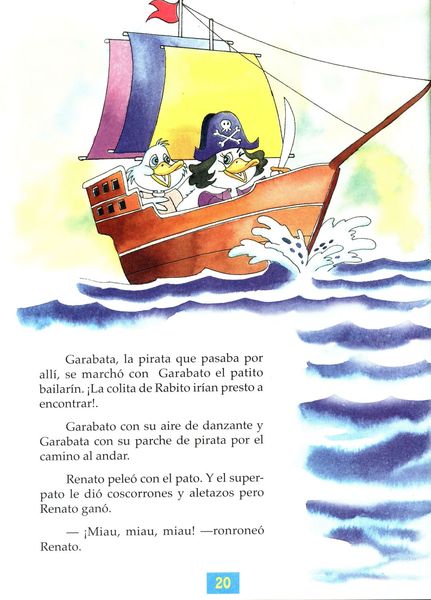 Garabata, la pirata que pasaba por
allí, se marchó con Garabato el patito
bailarín. ¡La colita de Rabito irían presto a
encontrar!.
Garabato con su aire de danzante y
Garabata con su parche de pirata por el
camino al andar.
Renato peleó con el pato. Y el super-
pato le dió coscorrones y aletazos pero
Renato ganó.
— ¡Miau, miau, miau! —ronroneó
Renato.
20